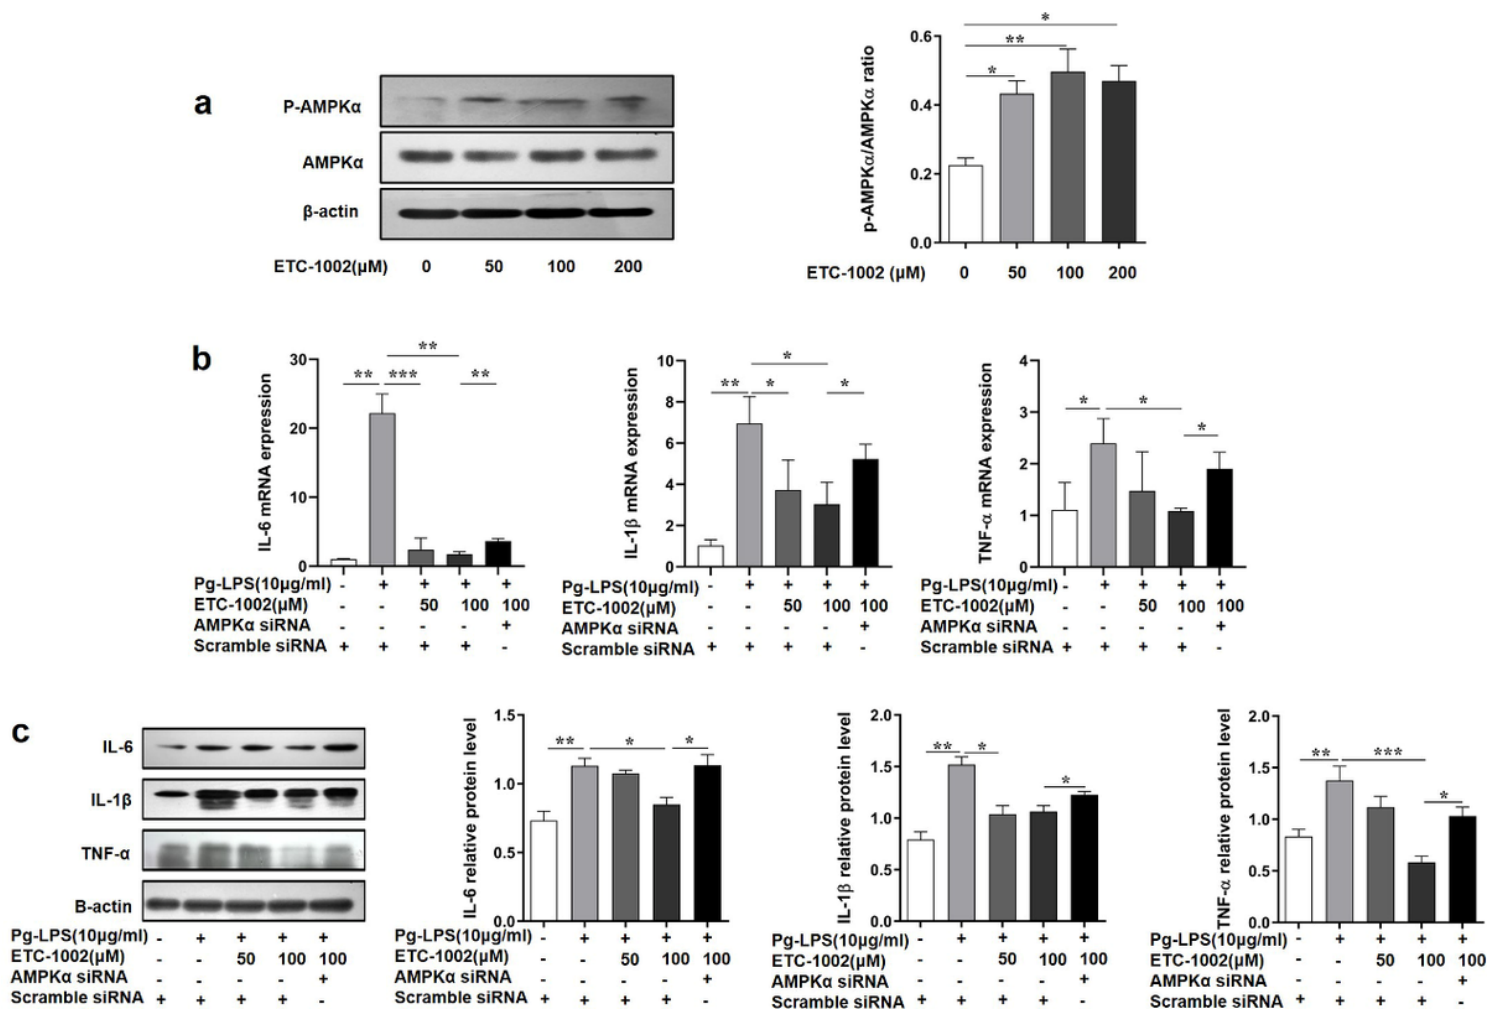 a
P-AMPKα
AMPKα
β-actin
ETC-1002(μM) 0 50 100 200
p-AMPKα/AMPKα ratio
0.6
0.4
0.2
0.0
* ** *
ETC-1002 (μM) 0 50 100 200
b
IL-6 mRNA erpression
30
20
10
0
** *** ** **
Pg-LPS(10μg/ml) - + + + +
ETC-1002(μM) - - 50 100 100
AMPKα siRNA - - - - +
Scramble siRNA + + + + -
IL-1β mRNA expression
10
8
6
4
2
0
** * * *
Pg-LPS(10μg/ml) - + + + +
ETC-1002(μM) - - 50 100 100
AMPKα siRNA - - - - +
Scramble siRNA + + + + -
TNF-α mRNA expression
4
3
2
1
0
* * *
Pg-LPS(10μg/ml) - + + + +
ETC-1002(μM) - - 50 100 100
AMPKα siRNA - - - - +
Scramble siRNA + + + + -
c
IL-6
IL-1β
TNF-α
B-actin
Pg-LPS(10μg/ml) - + + + +
ETC-1002(μM) - - 50 100 100
AMPKα siRNA - - - - +
Scramble siRNA + + + + -
IL-6 relative protein level
1.5
1.0
0.5
0.0
** * *
Pg-LPS(10μg/ml) - + + + +
ETC-1002(μM) - - 50 100 100
AMPKα siRNA - - - - +
Scramble siRNA + + + + -
IL-1β relative protein level
2.0
1.5
1.0
0.5
0.0
** * *
Pg-LPS(10μg/ml) - + + + +
ETC-1002(μM) - - 50 100 100
AMPKα siRNA - - - - +
Scramble siRNA + + + + -
TNF-α relative protein level
2.0
1.5
1.0
0.5
0.0
** *** *
Pg-LPS(10μg/ml) - + + + +
ETC-1002(μM) - - 50 100 100
AMPKα siRNA - - - - +
Scramble siRNA + + + + -